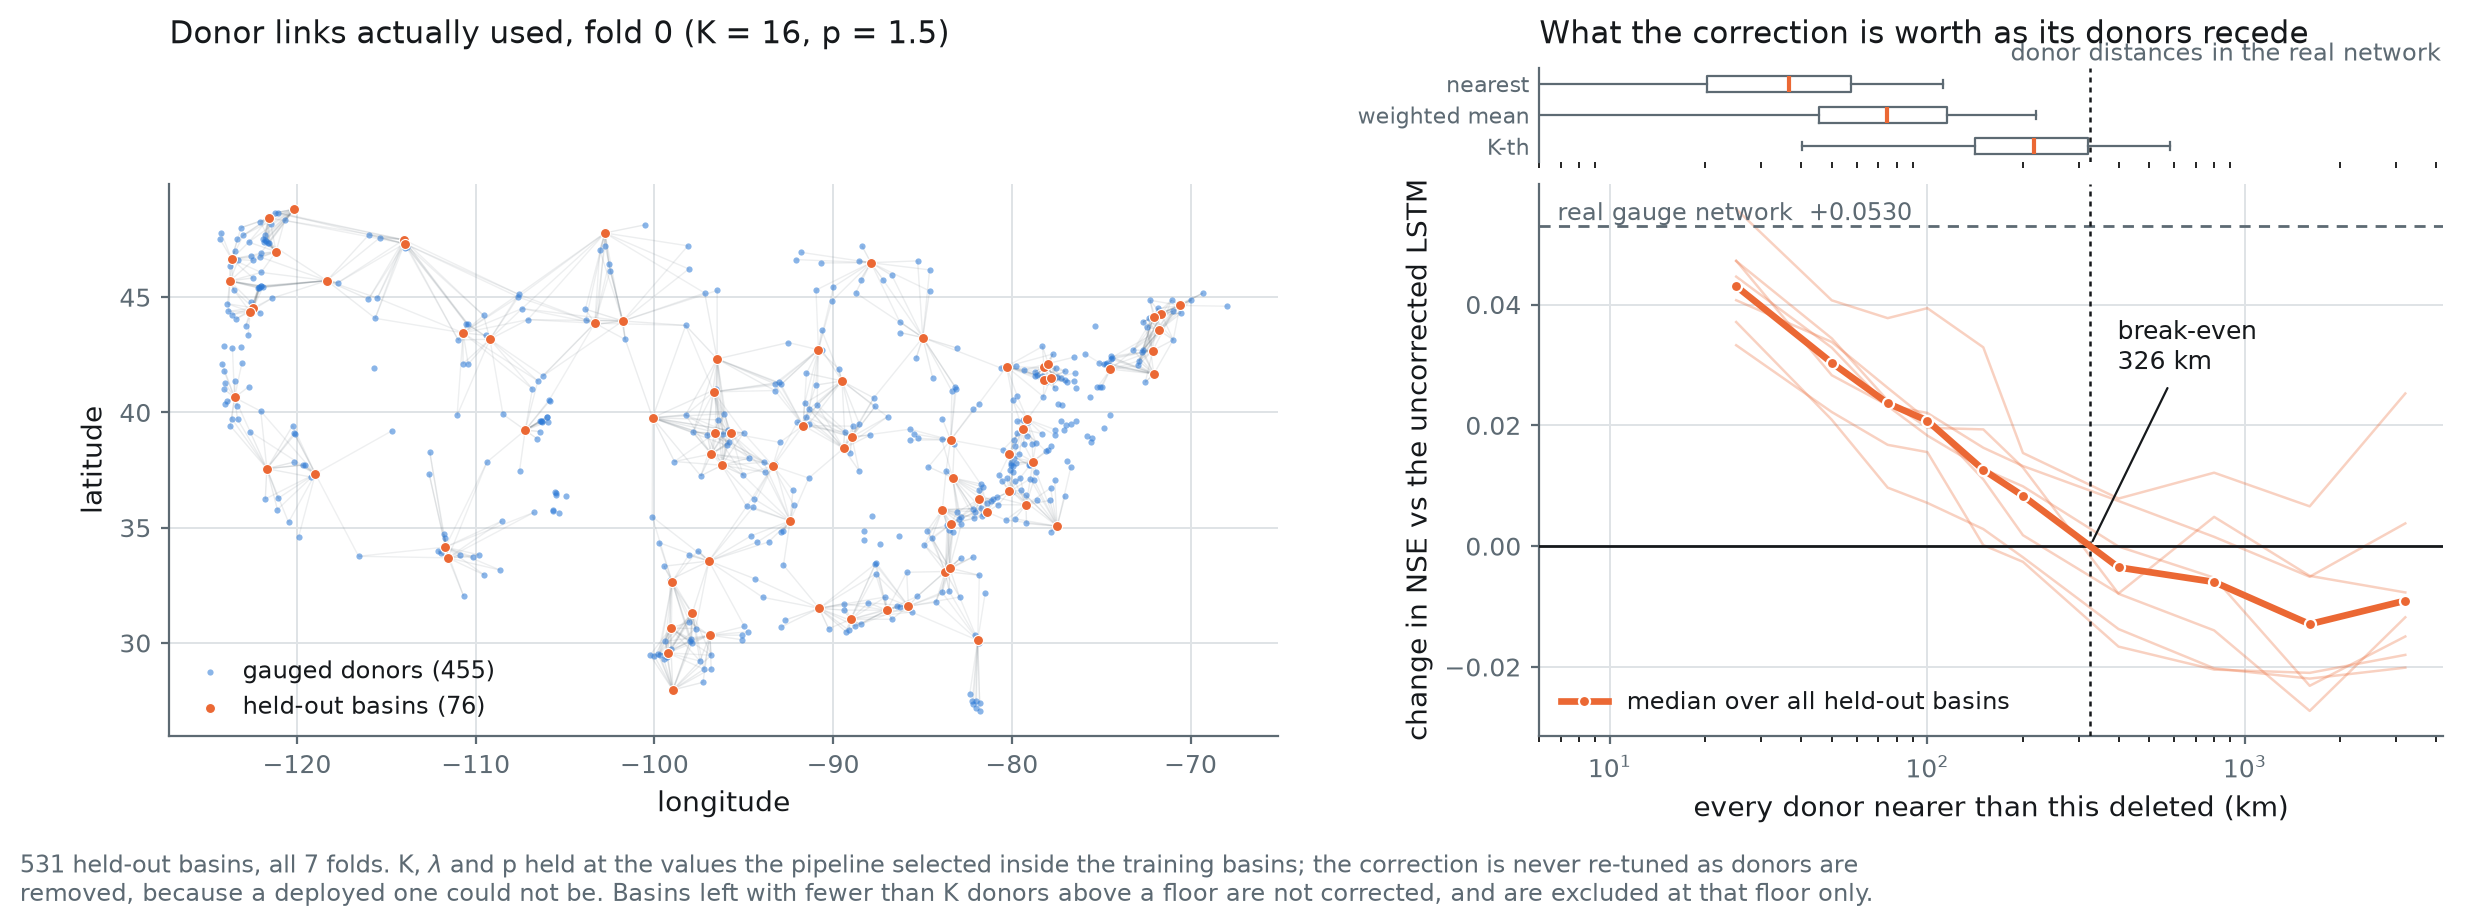 Donor links actually used, fold 0 (K = 16, p = 1.5)
latitude
45
40
35
30
gauged donors (455)
held-out basins (76)
−120
−110
−100
−90
−80
−70
longitude
What the correction is worth as its donors recede
donor distances in the real network
nearest
weighted mean
K-th
change in NSE vs the uncorrected LSTM
real gauge network +0.0530
0.04
0.02
0.00
−0.02
break-even
326 km
median over all held-out basins
10¹
10²
10³
every donor nearer than this deleted (km)
531 held-out basins, all 7 folds. K, λ and p held at the values the pipeline selected inside the training basins; the correction is never re-tuned as donors are
removed, because a deployed one could not be. Basins left with fewer than K donors above a floor are not corrected, and are excluded at that floor only.